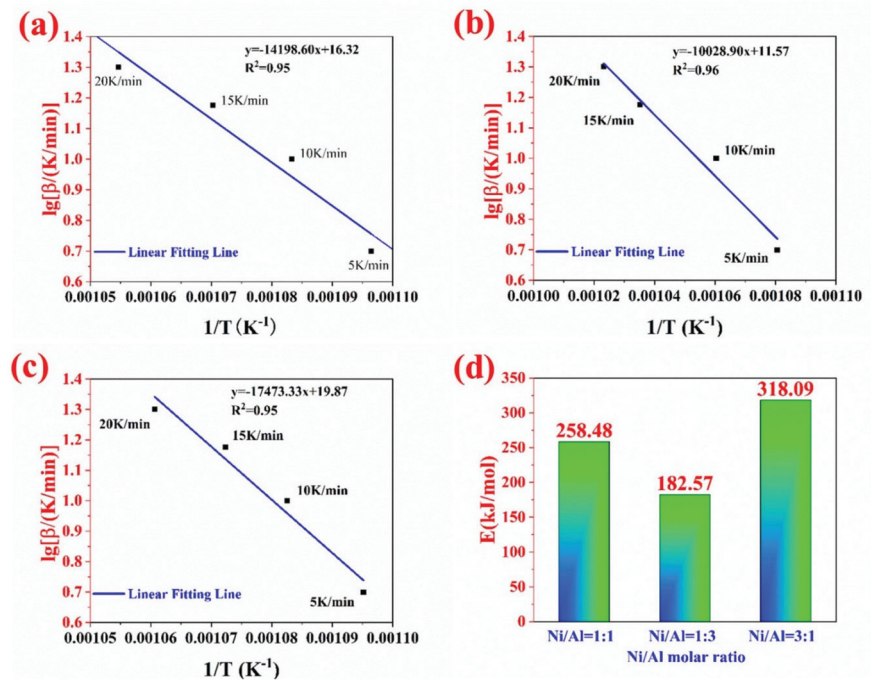 (a)
y=-14198.60x+16.32
R²=0.95
20K/min
15K/min
10K/min
5K/min
Linear Fitting Line
lg[β/(K/min)]
1.4
1.3
1.2
1.1
1.0
0.9
0.8
0.7
0.6
0.00105 0.00106 0.00107 0.00108 0.00109 0.00110
1/T (K⁻¹)
(b)
y=-10028.90x+11.57
R²=0.96
20K/min
15K/min
10K/min
5K/min
Linear Fitting Line
lg[β/(K/min)]
1.4
1.3
1.2
1.1
1.0
0.9
0.8
0.7
0.6
0.00100 0.00102 0.00104 0.00106 0.00108 0.00110
1/T (K⁻¹)
(c)
y=-17473.33x+19.87
R²=0.95
20K/min
15K/min
10K/min
5K/min
Linear Fitting Line
lg[β/(K/min)]
1.4
1.3
1.2
1.1
1.0
0.9
0.8
0.7
0.6
0.00105 0.00106 0.00107 0.00108 0.00109 0.00110
1/T (K⁻¹)
(d)
E(kJ/mol)
350
300
250
200
150
100
50
0
258.48
182.57
318.09
Ni/Al=1:1 Ni/Al=1:3 Ni/Al=3:1
Ni/Al molar ratio